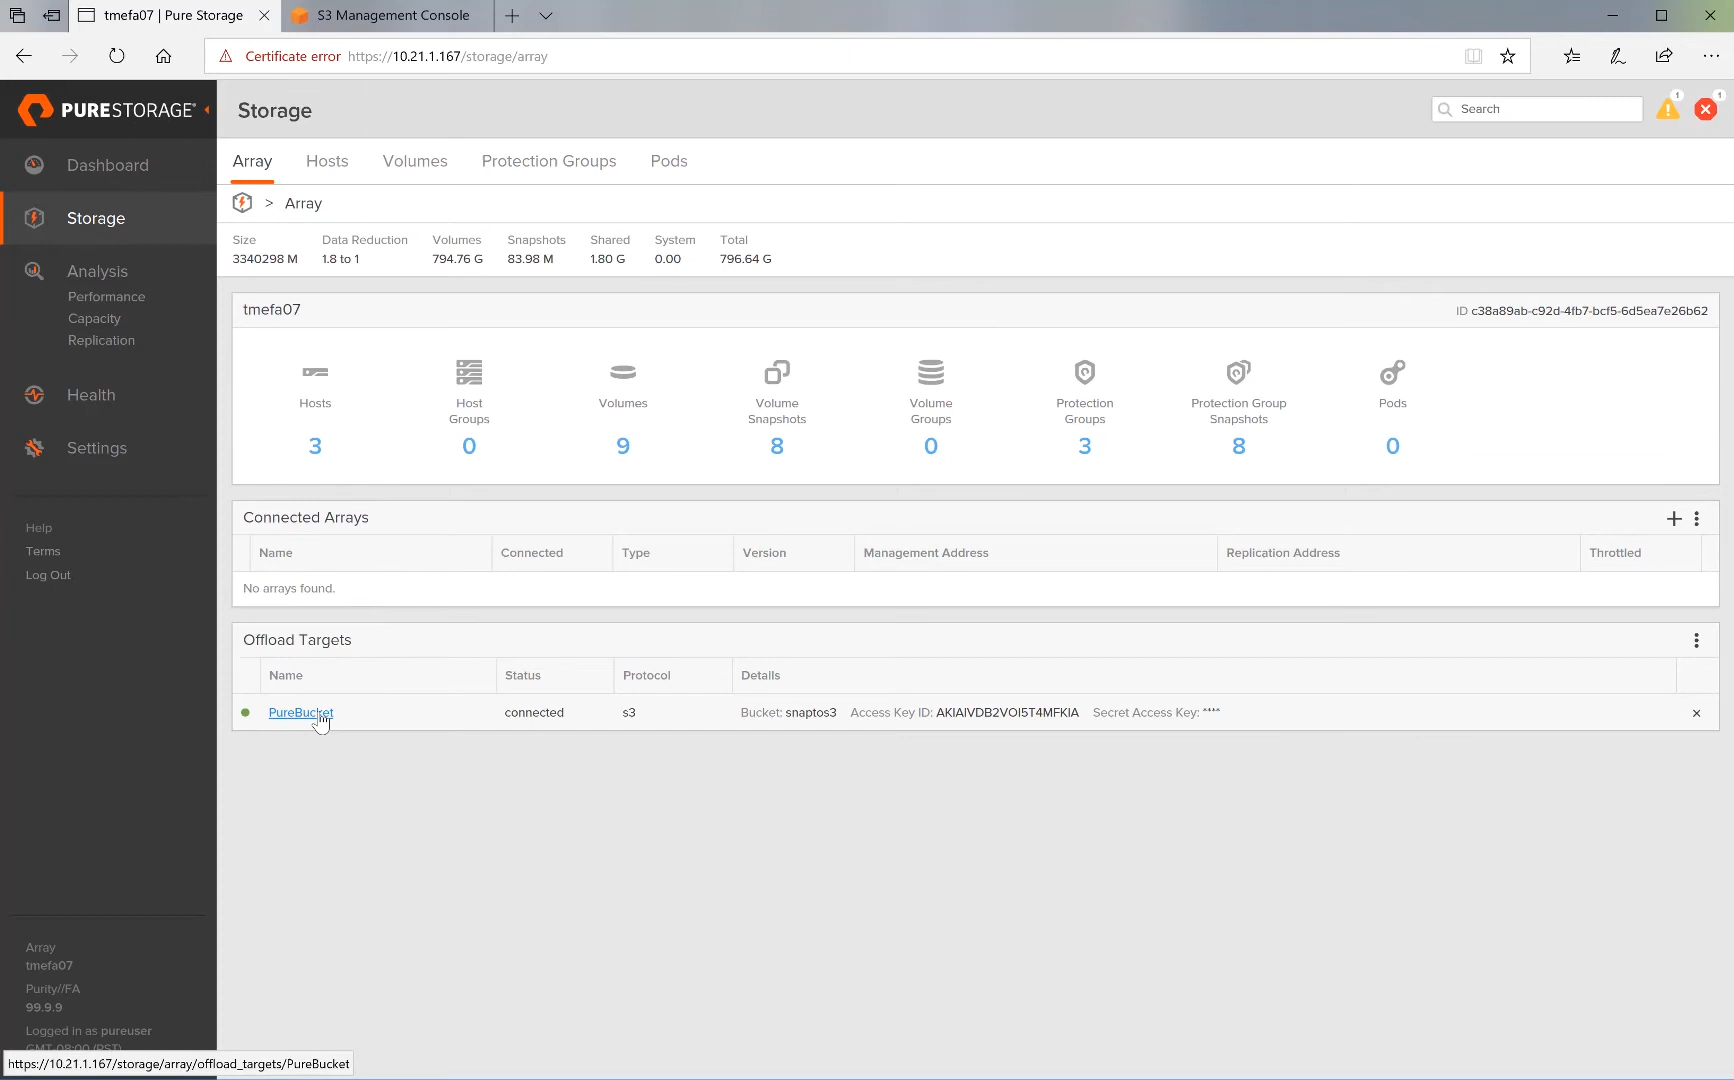 tmefa07 | Pure Storage
S3 Management Console
Certificate error https://10.21.1.167/storage/array
PURESTORAGE®
Storage
Search
1
1
Dashboard
Storage
Analysis
Performance
Capacity
Replication
Health
Settings
Help
Terms
Log Out
Array
tmefa07
Purity//FA
99.9.9
Logged in as pureuser
GMT-08:00 (PST)
https://10.21.1.167/storage/array/offload_targets/PureBucket
Array Hosts Volumes Protection Groups Pods
> Array
Size Data Reduction Volumes Snapshots Shared System Total
3340298 M 1.8 to 1 794.76 G 83.98 M 1.80 G 0.00 796.64 G
tmefa07 ID c38a89ab-c92d-4fb7-bcf5-6d5ea7e26b62
Hosts Host Groups Volumes Volume Snapshots Volume Groups Protection Groups Protection Group Snapshots Pods
3 0 9 8 0 3 8 0
Connected Arrays
Name Connected Type Version Management Address Replication Address Throttled
No arrays found.
Offload Targets
Name Status Protocol Details
PureBucket connected s3 Bucket: snaptos3 Access Key ID: AKIAIVDB2VOI5T4MFKIA Secret Access Key: ****